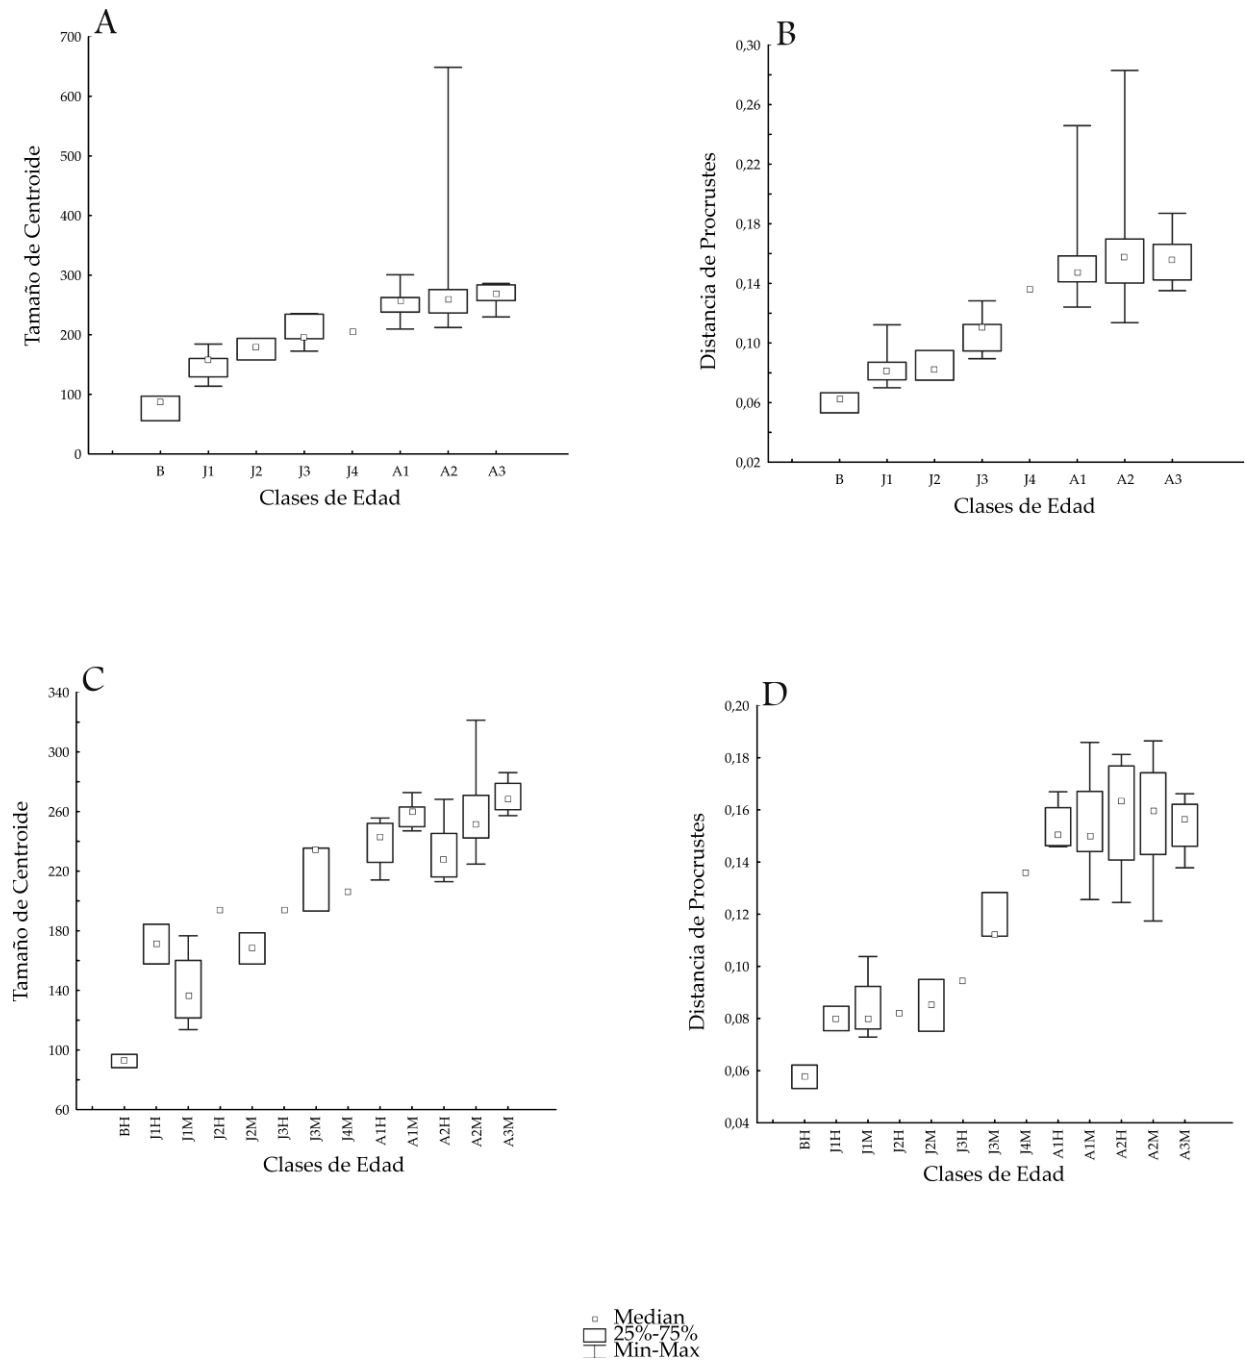 A
700
600
500
400
300
200
100
0
Tamaño de Centroide
B J1 J2 J3 J4 A1 A2 A3
Clases de Edad
B
0,30
0,26
0,22
0,18
0,14
0,10
0,06
0,02
Distancia de Procrustes
B J1 J2 J3 J4 A1 A2 A3
Clases de Edad
C
340
300
260
220
180
140
100
60
Tamaño de Centroide
BH J1H J1M J2H J2M J3H J3M J4M A1H A1M A2H A2M A3M
Clases de Edad
D
0,20
0,18
0,16
0,14
0,12
0,10
0,08
0,06
0,04
Distancia de Procrustes
BH J1H J1M J2H J2M J3H J3M J4M A1H A1M A2H A2M A3M
Clases de Edad
Median
25%-75%
Min-Max